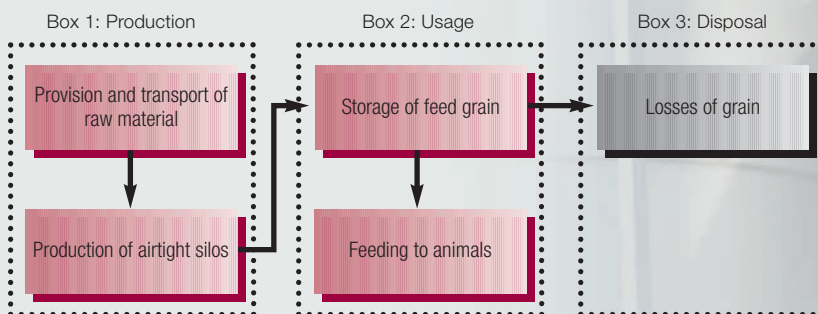 Box 1: Production
Provision and transport of
raw material
Production of airtight silos
Box 2: Usage
Storage of feed grain
Feeding to animals
Box 3: Disposal
Losses of grain